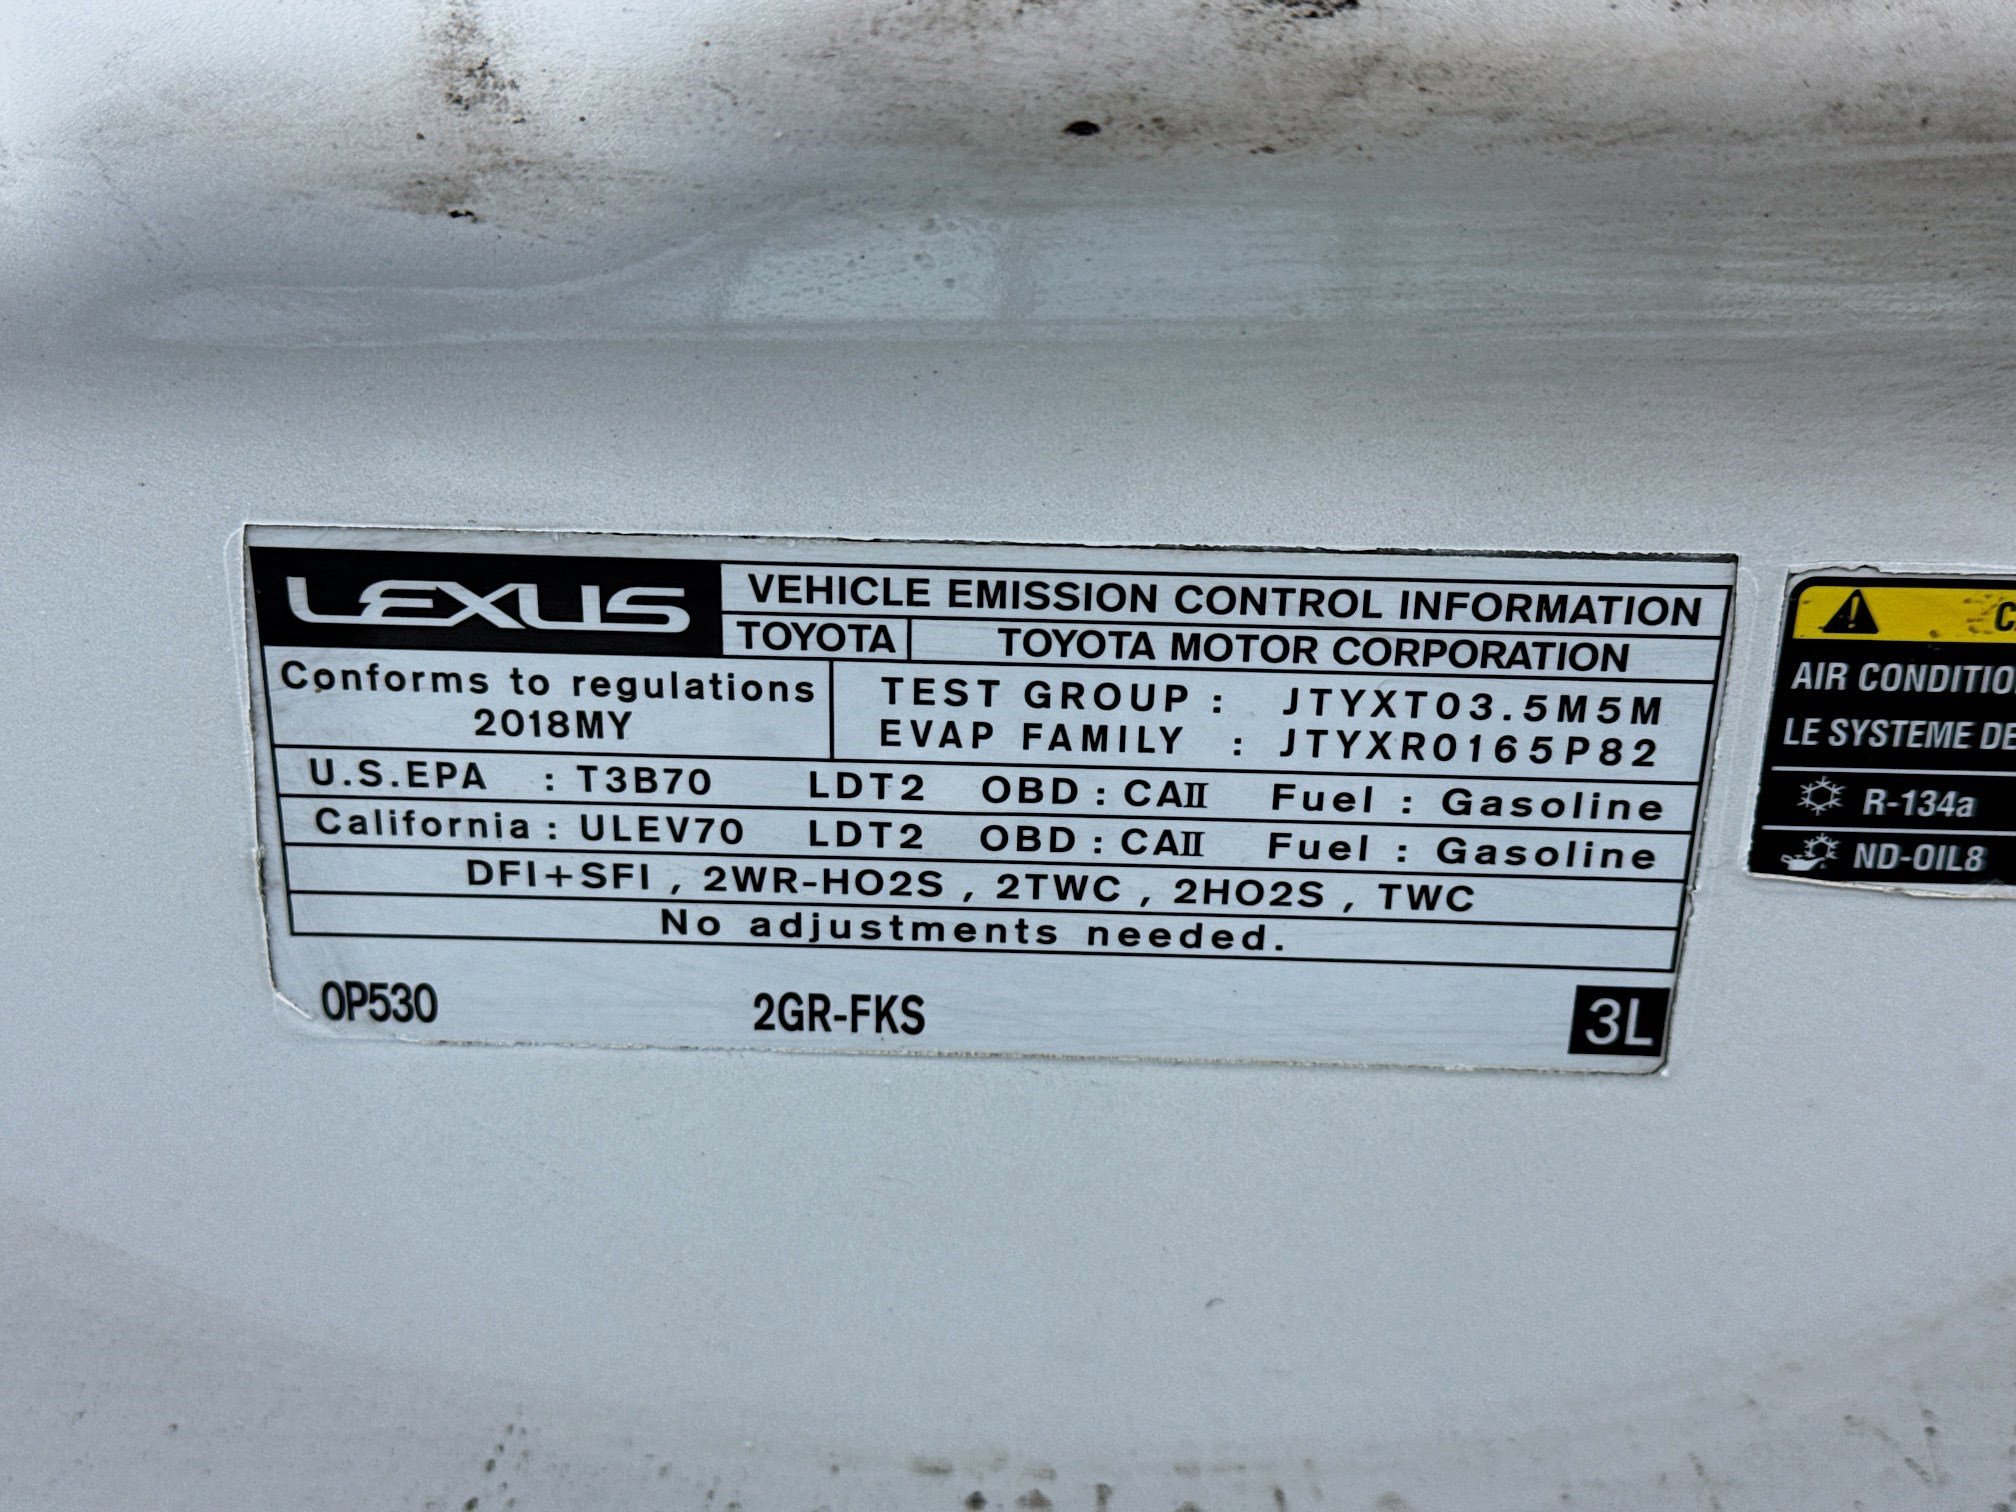 LEXUS
VEHICLE EMISSION CONTROL INFORMATION
TOYOTA TOYOTA MOTOR CORPORATION
Conforms to regulations
2018MY
TEST GROUP : JTYXT03.5M5M
EVAP FAMILY : JTYXR0165P82
U.S.EPA : T3B70 LDT2 OBD : CAII Fuel : Gasoline
California : ULEV70 LDT2 OBD : CAII Fuel : Gasoline
DFI+SFI , 2WR-HO2S , 2TWC , 2HO2S , TWC
No adjustments needed.
0P530 2GR-FKS 3L
AIR CONDITIO
LE SYSTEME DE
R-134a
ND-OIL8